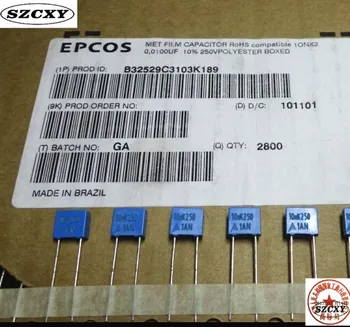 SZCXY
EPCOS
MET FILM CAPACITOR RoHS compatible 10NX2
0,0100UF 10% 250VPOLYESTER BOXED
(1P) PROD ID: B32529C3103K189
(9K) PROD ORDER NO:
(D) D/C: 101101
(T) BATCH NO: GA
(Q) QTY: 2800
MADE IN BRAZIL
1AN
10nK250
1AN
10nK250
1AN
10nK250
1AN
10nK250
1AN
SZCXY